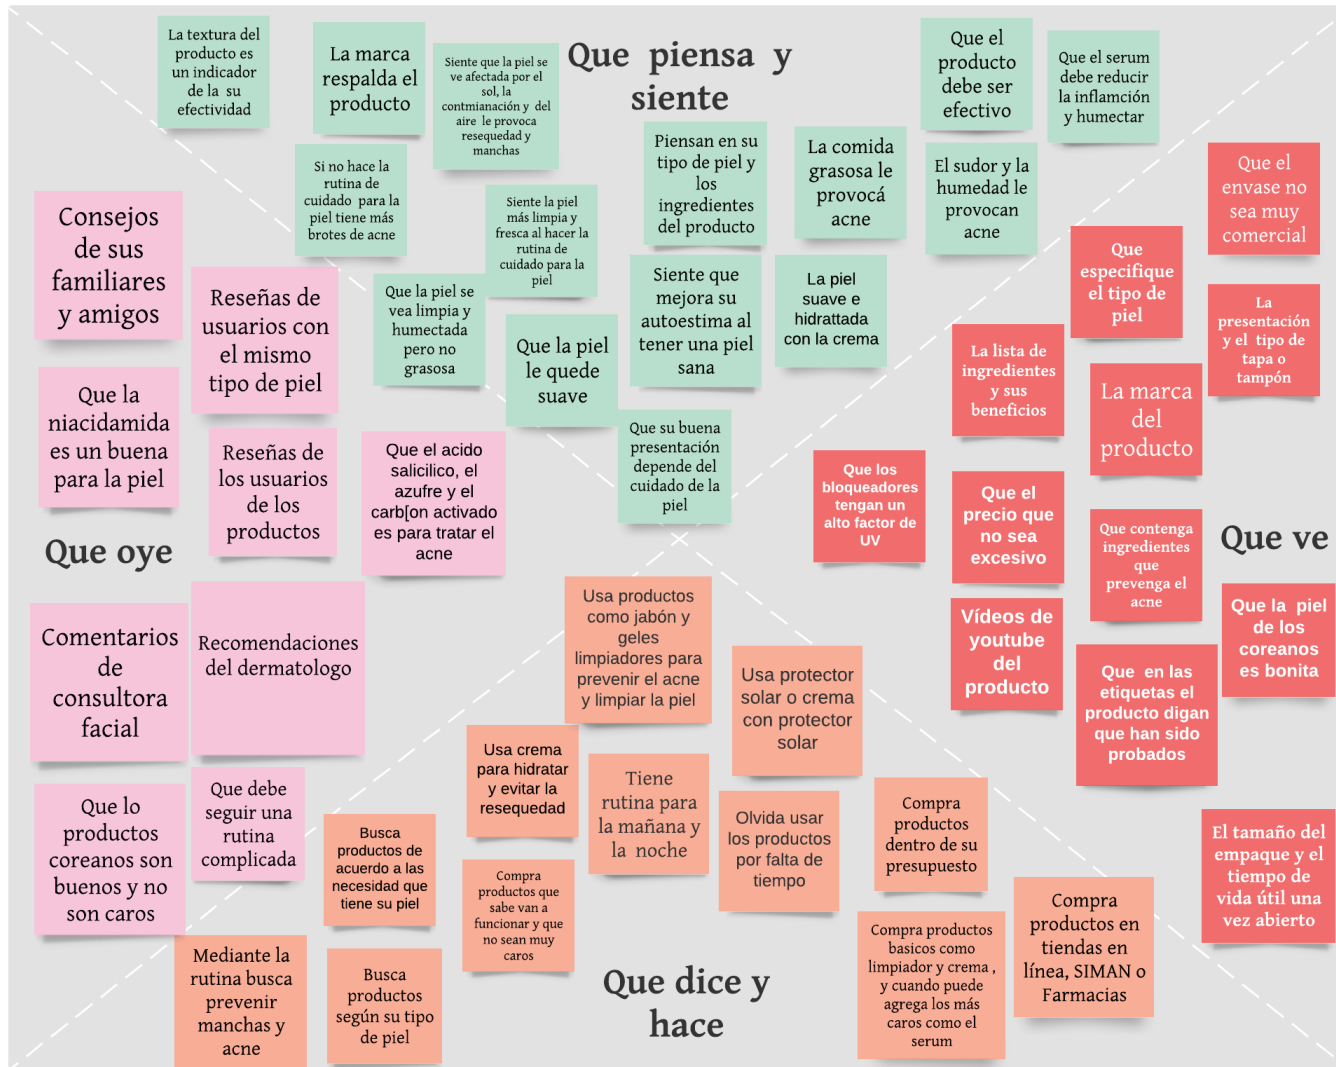 Que piensa y
siente
La textura del
producto es
un indicador
de la su
efectividad
La marca
respalda el
producto
Siente que la piel se
ve afectada por el
sol, la
contmianación y del
aire le provoca
resequedad y
manchas
Que el
producto
debe ser
efectivo
Que el serum
debe reducir
la inflamción
y humectar
Si no hace la
rutina de
cuidado para la
piel tiene más
brotes de acne
Siente la piel
más limpia y
fresca al hacer la
rutina de
cuidado para la
piel
Piensan en su
tipo de piel y
los
ingredientes
del producto
La comida
grasosa le
provocá
acne
El sudor y la
humedad le
provocan
acne
Que la piel se
vea limpia y
humectada
pero no
grasosa
Que la piel
le quede
suave
Siente que
mejora su
autoestima al
tener una piel
sana
La piel
suave e
hidrattada
con la crema
Que su buena
presentación
depende del
cuidado de la
piel
Que oye
Consejos
de sus
familiares
y amigos
Reseñas de
usuarios con
el mismo
tipo de piel
Que la
niacidamida
es un buena
para la piel
Reseñas de
los usuarios
de los
productos
Que el acido
salicilico, el
azufre y el
carb[on activado
es para tratar el
acne
Comentarios
de
consultora
facial
Recomendaciones
del dermatologo
Que lo
productos
coreanos son
buenos y no
son caros
Que debe
seguir una
rutina
complicada
Que ve
Que el
envase no
sea muy
comercial
Que
especifique
el tipo de
piel
La
presentación
y el tipo de
tapa o
tampón
La lista de
ingredientes
y sus
beneficios
La marca
del
producto
Que los
bloqueadores
tengan un
alto factor de
UV
Que el
precio que
no sea
excesivo
Que contenga
ingredientes
que
prevenga el
acne
Vídeos de
youtube
del
producto
Que la piel
de los
coreanos
es bonita
Que en las
etiquetas el
producto digan
que han sido
probados
El tamaño del
empaque y el
tiempo de
vida útil una
vez abierto
Que dice y
hace
Usa productos
como jabón y
geles
limpiadores para
prevenir el acne
y limpiar la piel
Usa protector
solar o crema
con protector
solar
Usa crema
para hidratar
y evitar la
resequedad
Tiene
rutina para
la mañana y
la noche
Olvida usar
los productos
por falta de
tiempo
Compra
productos
dentro de su
presupuesto
Busca
productos de
acuerdo a las
necesidad que
tiene su piel
Compra
productos que
sabe van a
funcionar y que
no sean muy
caros
Compra
productos en
tiendas en
línea, SIMAN o
Farmacias
Compra productos
basicos como
limpiador y crema ,
y cuando puede
agrega los más
caros como el
serum
Mediante la
rutina busca
prevenir
manchas y
acne
Busca
productos
según su tipo
de piel